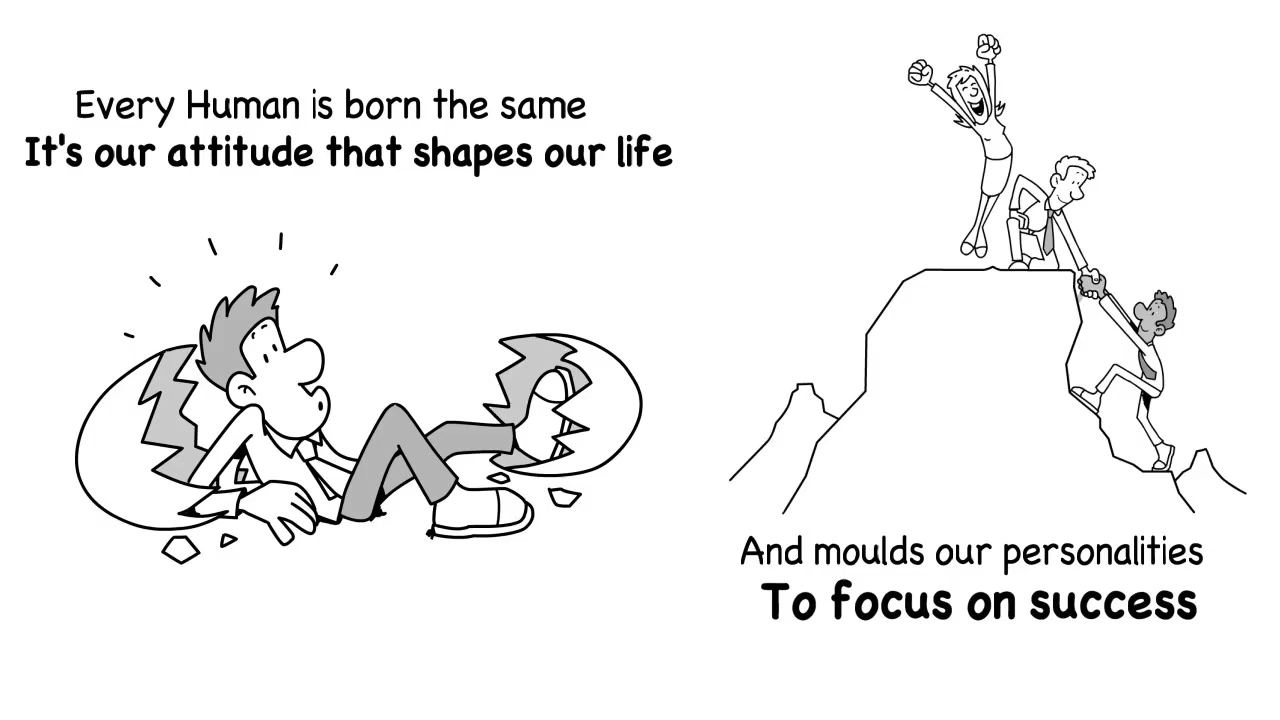 Every Human is born the same
It's our attitude that shapes our life
And moulds our personalities
To focus on success